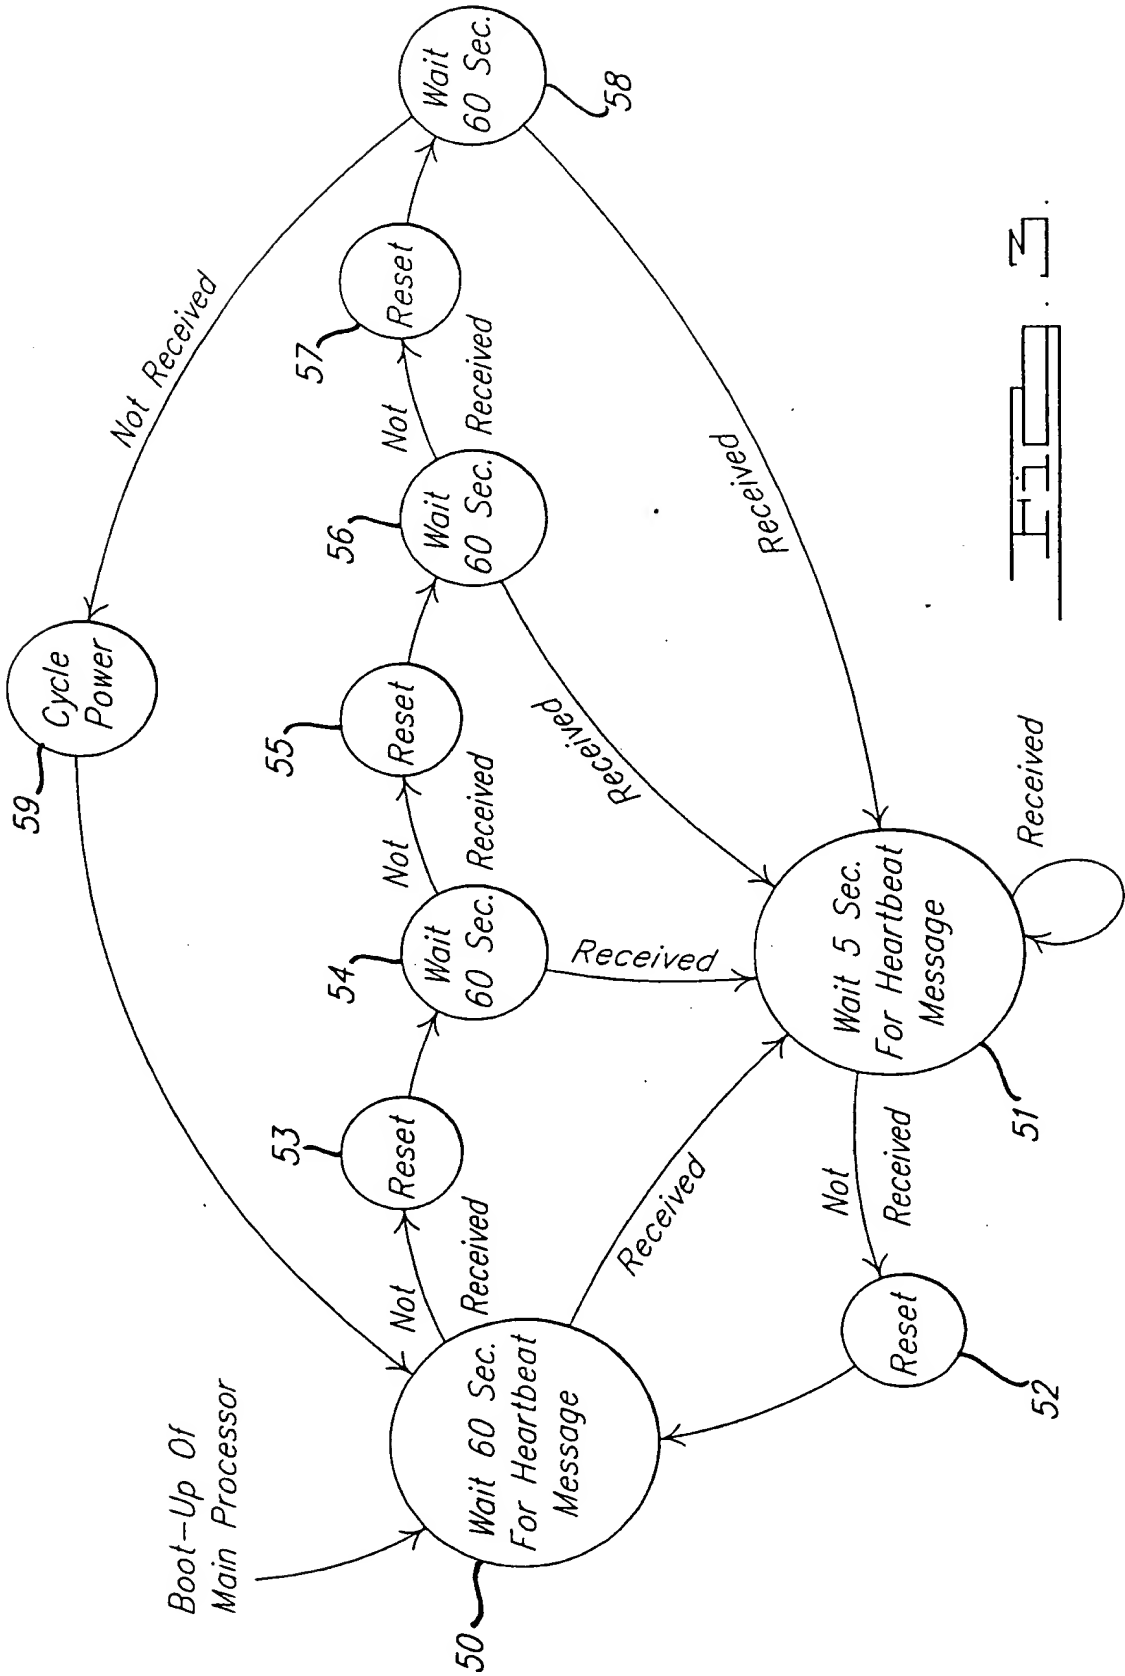 Boot-Up Of
Main Processor
50
Wait 60 Sec.
For Heartbeat
Message
Not
Received
53
Reset
54
Wait
60 Sec.
Not
Received
55
Reset
56
Wait
60 Sec.
Not
Received
57
Reset
58
Wait
60 Sec.
Not Received
59
Cycle
Power
Received
Received
Received
Received
51
Wait 5 Sec.
For Heartbeat
Message
Received
Not
Received
52
Reset
Fig. 3.